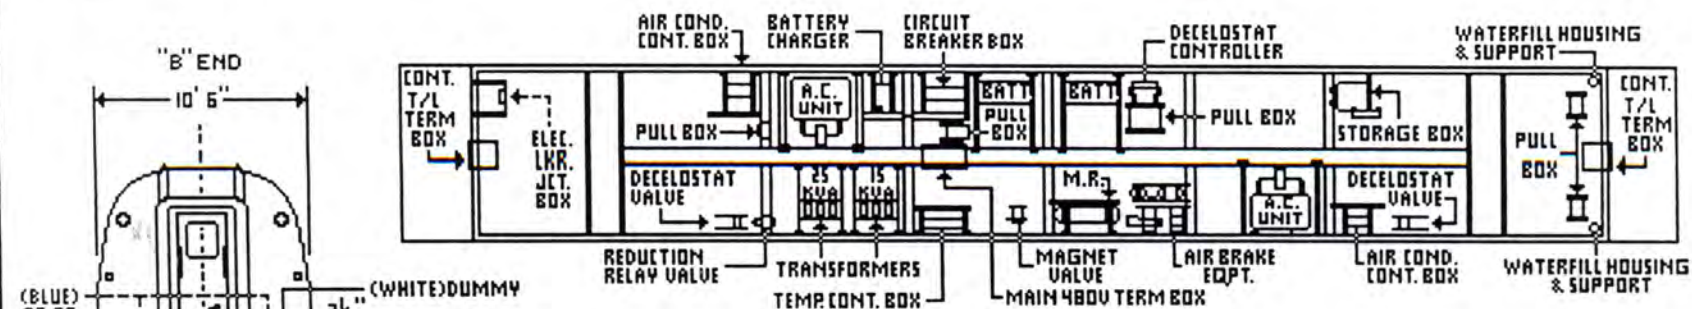 "B" END
10' 6"
(BLUE)
(WHITE)DUMMY
AIR COND.
CONT. BOX
BATTERY
CHARGER
CIRCUIT
BREAKER BOX
DECELOSTAT
CONTROLLER
WATERFILL HOUSING
& SUPPORT
CONT.
T/L
TERM
BOX
ELEC.
LKR.
JCT.
BOX
PULL BOX
A.C.
UNIT
BATT
PULL
BOX
BATT
PULL BOX
STORAGE BOX
PULL
BOX
CONT.
T/L
TERM
BOX
DECELOSTAT
VALVE
25
KVA
15
KVA
M.R.
A.C.
UNIT
DECELOSTAT
VALVE
REDUCTION
RELAY VALVE
TRANSFORMERS
TEMP. CONT. BOX
MAIN 480V TERM BOX
MAGNET
VALVE
AIR BRAKE
EQPT.
AIR COND.
CONT. BOX
WATERFILL HOUSING
& SUPPORT